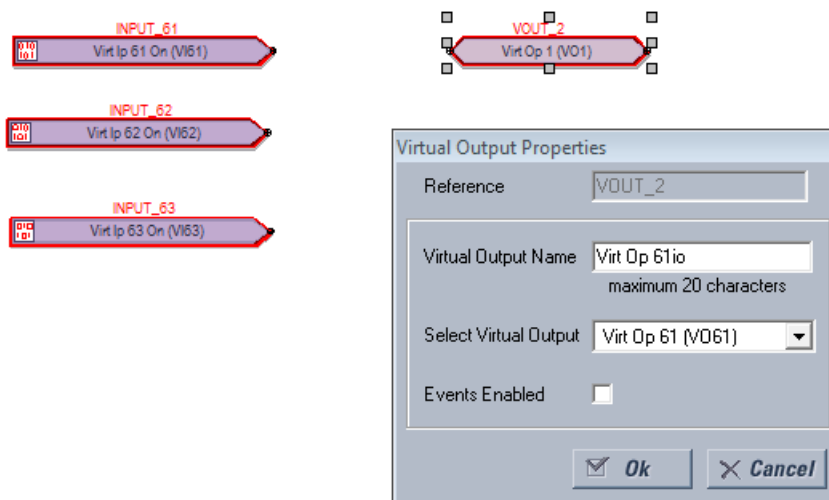 INPUT_61
Virt Ip 61 On (VI61)
INPUT_62
Virt Ip 62 On (VI62)
INPUT_63
Virt Ip 63 On (VI63)
VOUT_2
Virt Op 1 (VO1)
Virtual Output Properties
Reference VOUT_2
Virtual Output Name Virt Op 61io
maximum 20 characters
Select Virtual Output Virt Op 61 (VO61)
Events Enabled
Ok Cancel